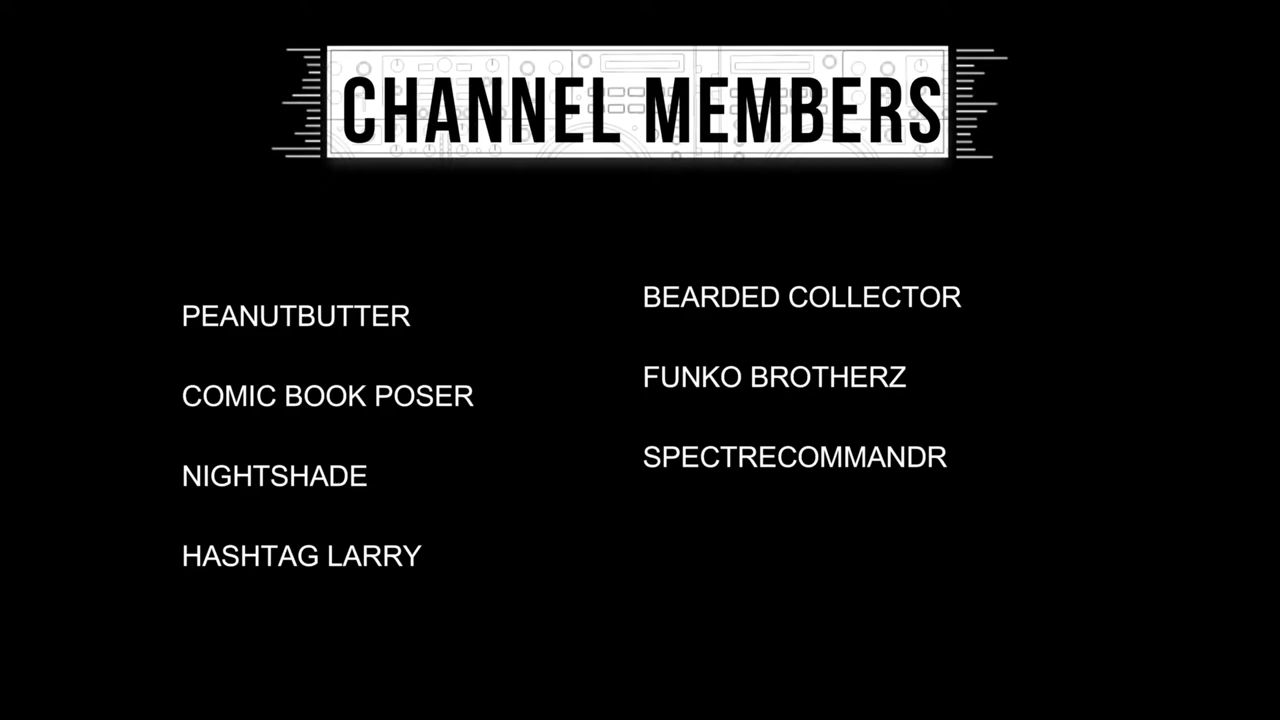 CHANNEL MEMBERS
PEANUTBUTTER
COMIC BOOK POSER
NIGHTSHADE
HASHTAG LARRY
BEARDED COLLECTOR
FUNKO BROTHERZ
SPECTRECOMMANDR